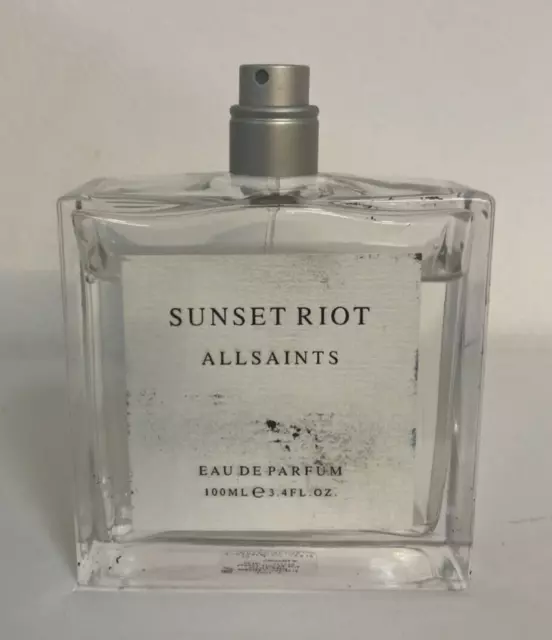 SUNSET RIOT
ALLSAINTS
EAU DE PARFUM
100ML℮3.4FL.OZ.